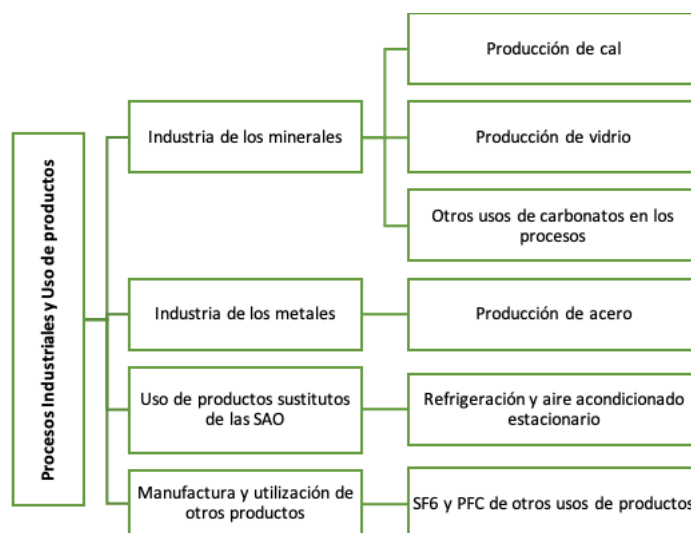 Procesos Industriales y Uso de productos
Industria de los minerales
Producción de cal
Producción de vidrio
Otros usos de carbonatos en los
procesos
Industria de los metales
Producción de acero
Uso de productos sustitutos
de las SAO
Refrigeración y aire acondicionado
estacionario
Manufactura y utilización de
otros productos
SF6 y PFC de otros usos de productos